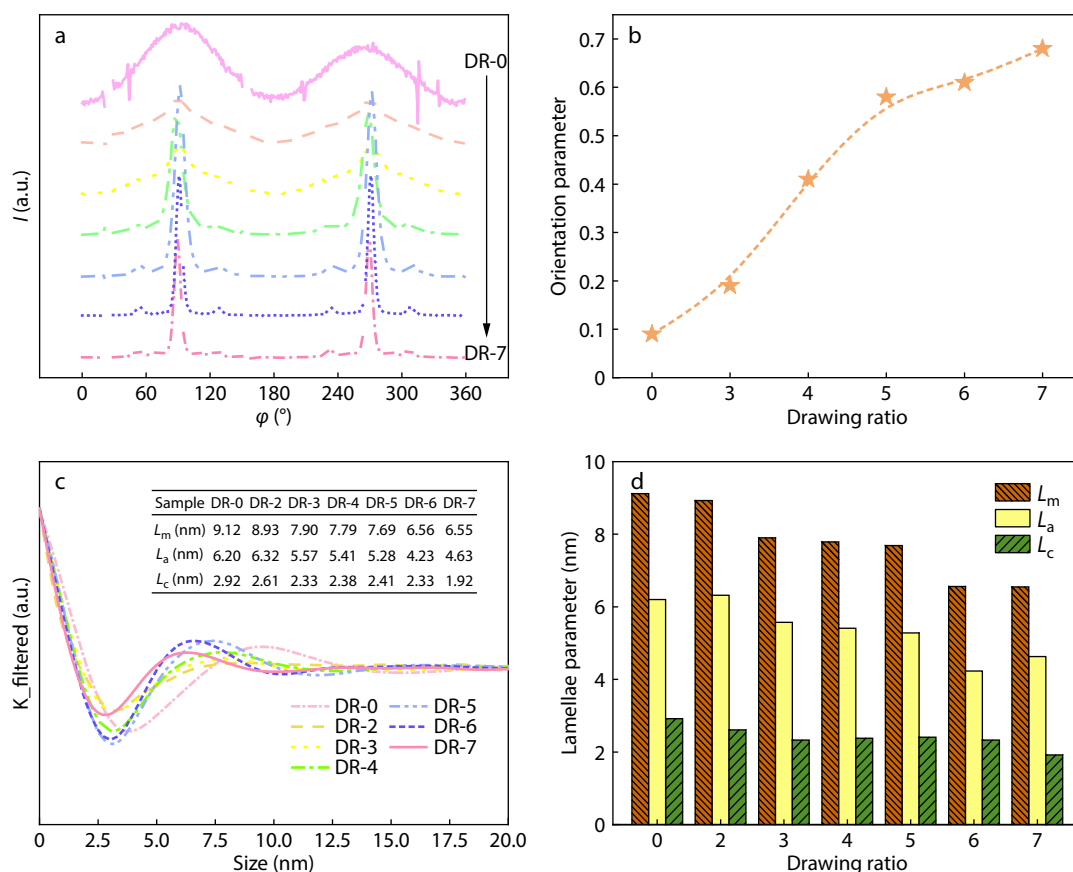 a
DR-0
DR-7
I (a.u.)
0 60 120 180 240 300 360
φ (°)
b
0.7
0.6
0.5
0.4
0.3
0.2
0.1
0
Orientation parameter
0 3 4 5 6 7
Drawing ratio
c
Sample DR-0 DR-2 DR-3 DR-4 DR-5 DR-6 DR-7
Lm (nm) 9.12 8.93 7.90 7.79 7.69 6.56 6.55
La (nm) 6.20 6.32 5.57 5.41 5.28 4.23 4.63
Lc (nm) 2.92 2.61 2.33 2.38 2.41 2.33 1.92
K_filtered (a.u.)
DR-0 DR-5
DR-2 DR-6
DR-3 DR-7
DR-4
0 2.5 5.0 7.5 10.0 12.5 15.0 17.5 20.0
Size (nm)
d
Lm
La
Lc
10
8
6
4
2
0
Lamellae parameter (nm)
0 2 3 4 5 6 7
Drawing ratio